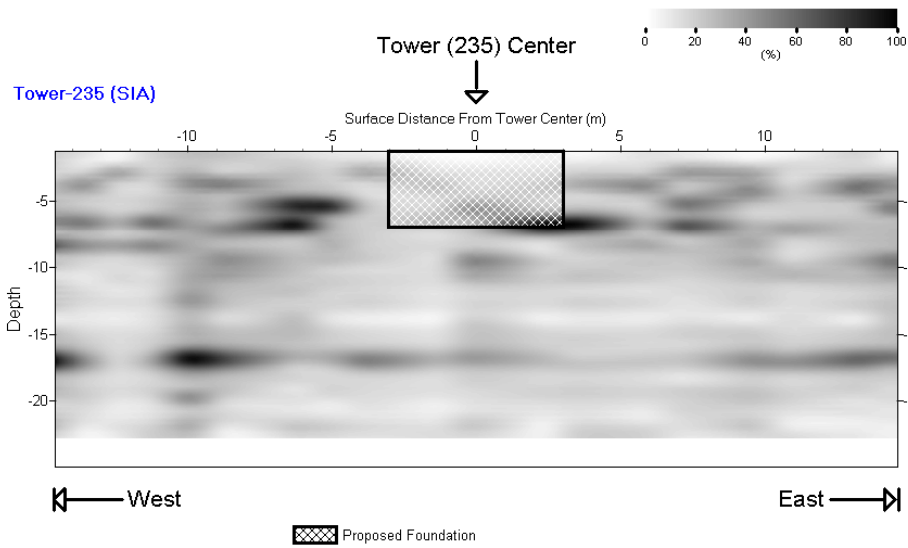 0 20 40 60 80 100
(%)
Tower (235) Center
Tower-235 (SIA)
Surface Distance From Tower Center (m)
-10 -5 0 5 10
-5
-10
-15
-20
Depth
West East
Proposed Foundation